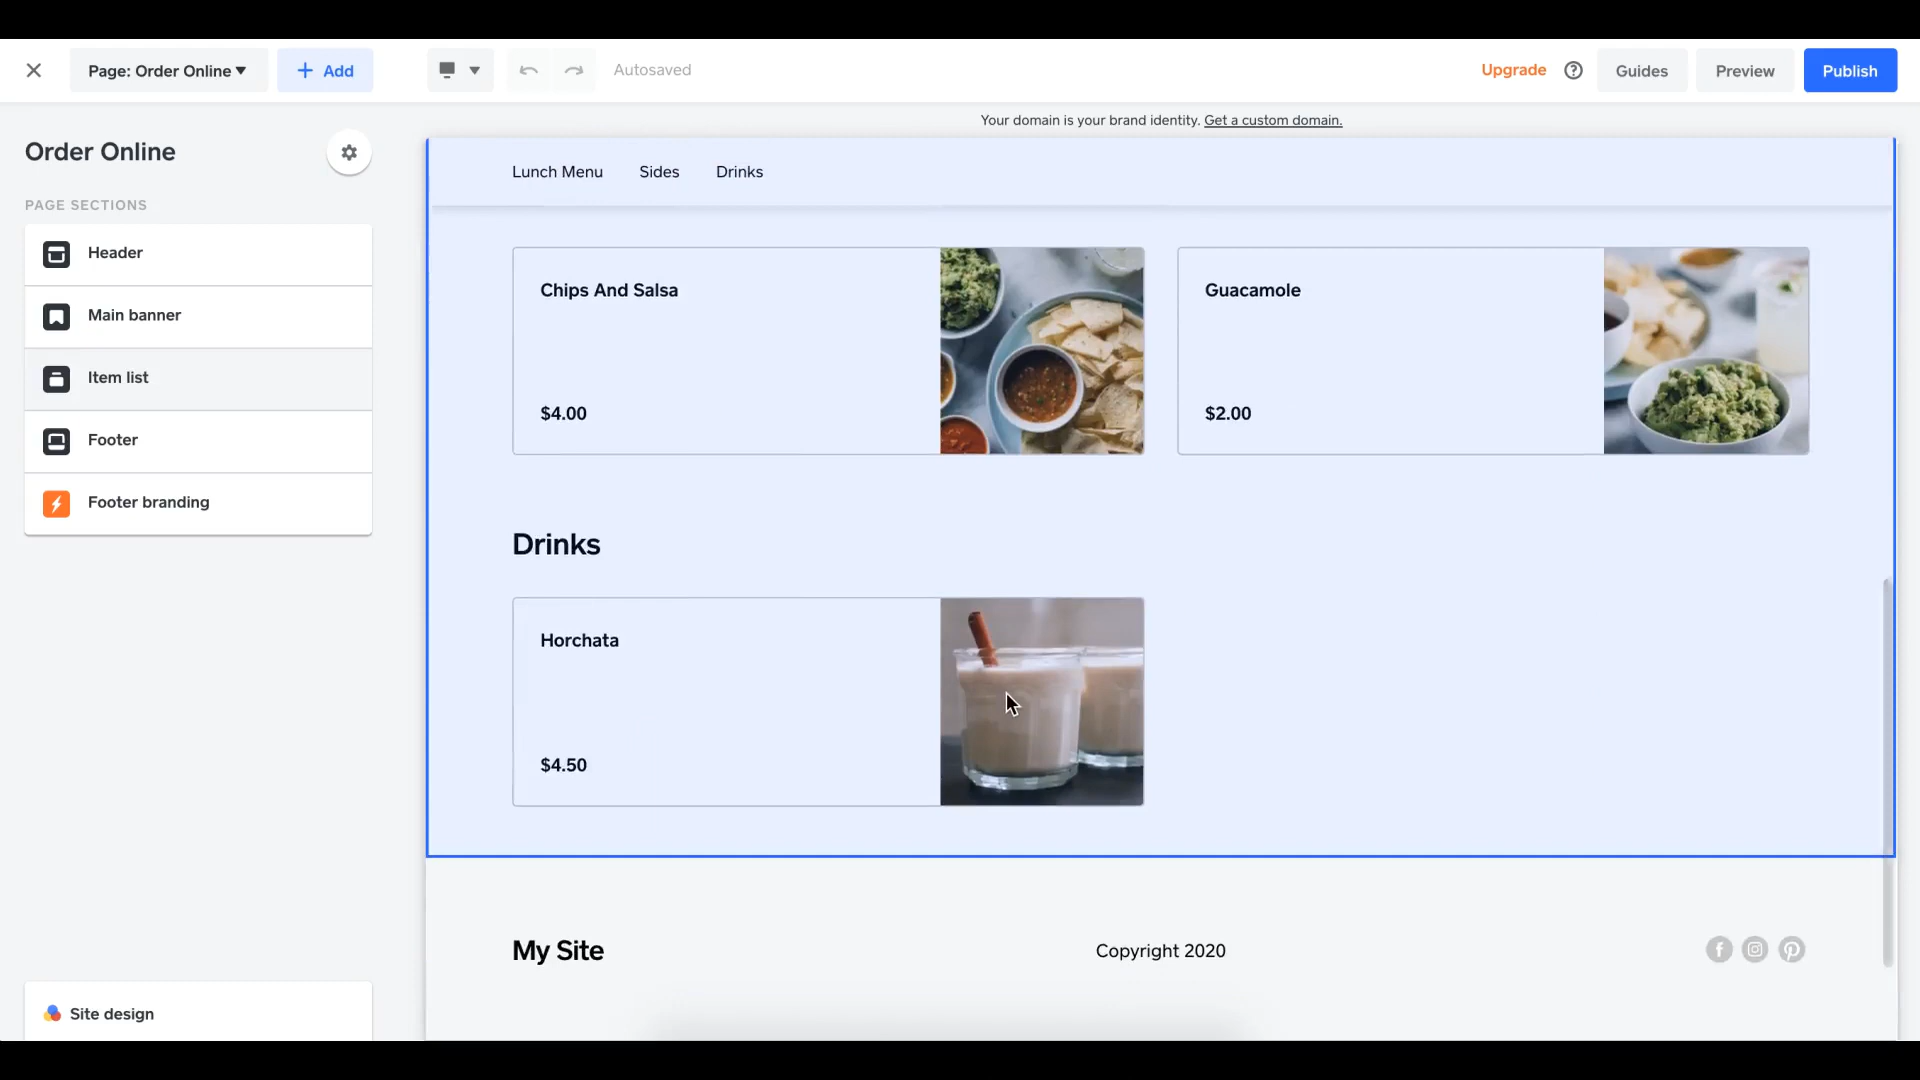 Page: Order Online
Add
Autosaved
Upgrade
Guides
Preview
Publish
Your domain is your brand identity. Get a custom domain.
Order Online
PAGE SECTIONS
Header
Main banner
Item list
Footer
Footer branding
Site design
Lunch Menu Sides Drinks
Chips And Salsa
$4.00
Guacamole
$2.00
Drinks
Horchata
$4.50
My Site
Copyright 2020